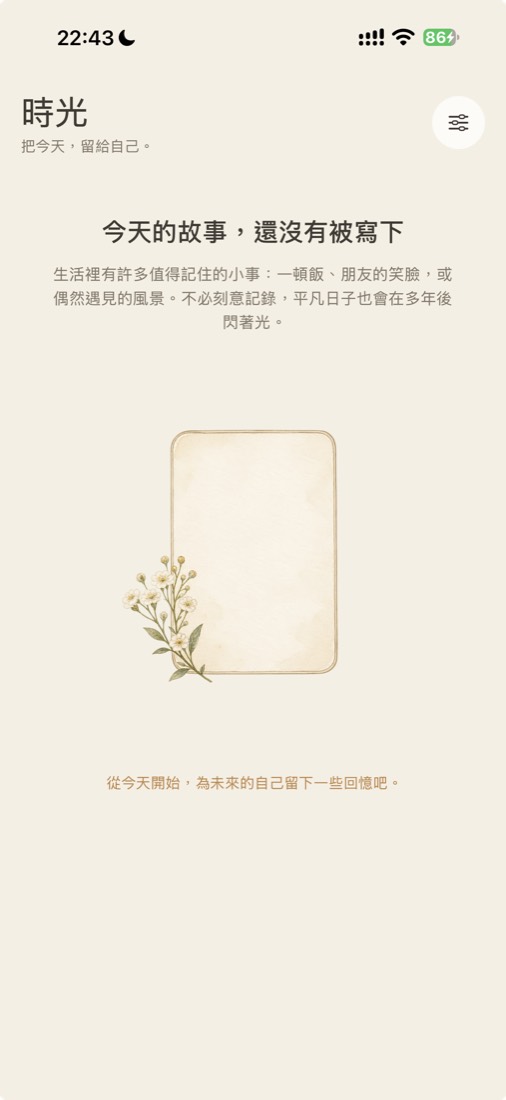 22:43
86
時光
把今天，留給自己。
今天的故事，還沒有被寫下
生活裡有許多值得記住的小事：一頓飯、朋友的笑臉，或
偶然遇見的風景。不必刻意記錄，平凡日子也會在多年後
閃著光。
從今天開始，為未來的自己留下一些回憶吧。